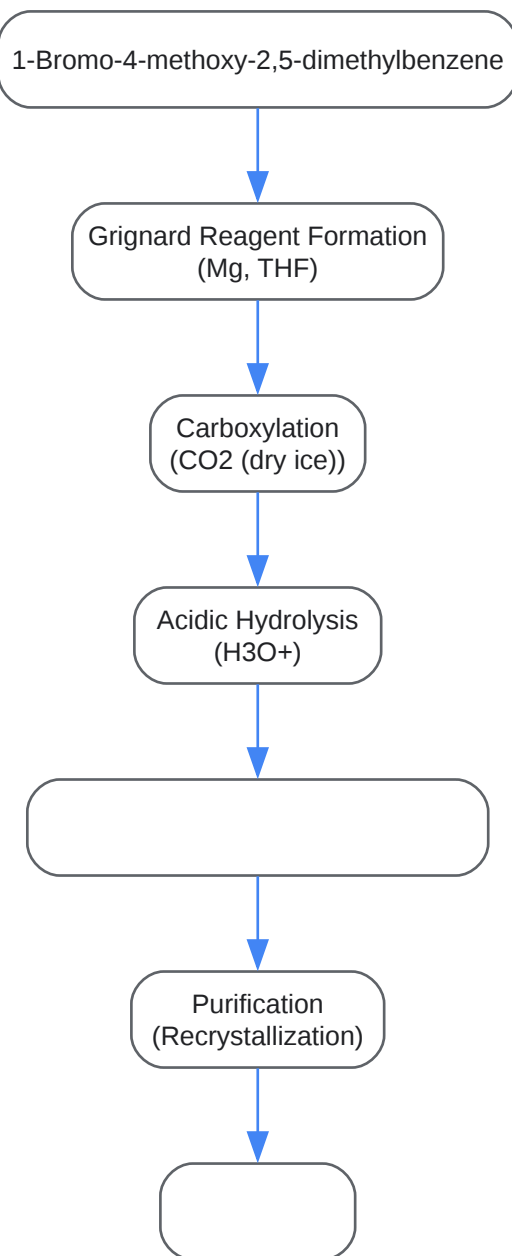 1-Bromo-4-methoxy-2,5-dimethylbenzene
Grignard Reagent Formation
(Mg, THF)
Carboxylation
(CO2 (dry ice))
Acidic Hydrolysis
(H3O+)
Purification
(Recrystallization)